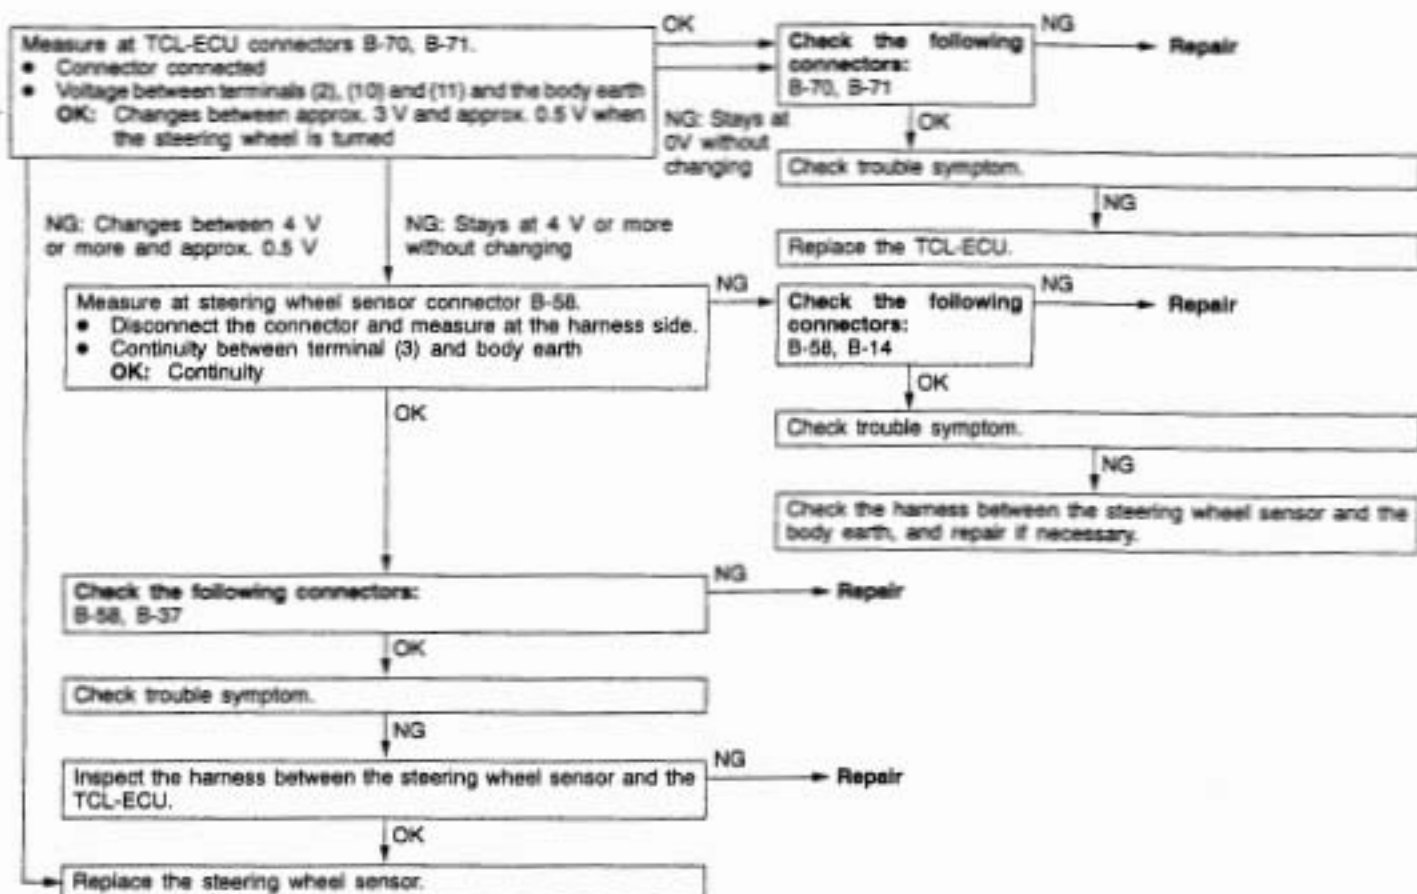 Measure at TCL-ECU connectors B-70, B-71.
● Connector connected
● Voltage between terminals (2), (10) and (11) and the body earth
OK: Changes between approx. 3 V and approx. 0.5 V when
the steering wheel is turned
OK
NG: Stays at
0V without
changing
Check the following
connectors:
B-70, B-71
NG
Repair
OK
Check trouble symptom.
NG
Replace the TCL-ECU.
NG: Changes between 4 V
or more and approx. 0.5 V
NG: Stays at 4 V or more
without changing
Measure at steering wheel sensor connector B-58.
● Disconnect the connector and measure at the harness side.
● Continuity between terminal (3) and body earth
OK: Continuity
NG
Check the following
connectors:
B-58, B-14
NG
Repair
OK
Check trouble symptom.
NG
Check the harness between the steering wheel sensor and the
body earth, and repair if necessary.
OK
Check the following connectors:
B-58, B-37
NG
Repair
OK
Check trouble symptom.
NG
Inspect the harness between the steering wheel sensor and the
TCL-ECU.
NG
Repair
OK
Replace the steering wheel sensor.